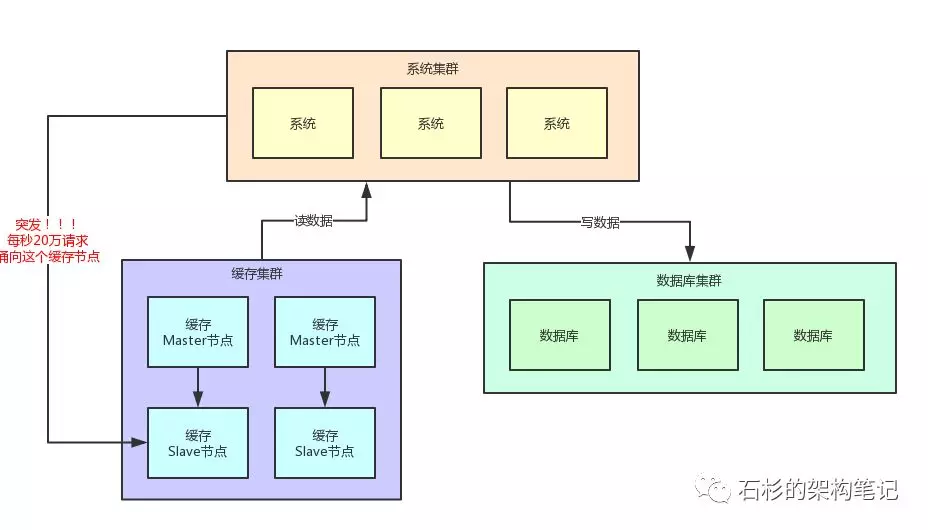 系统集群
系统
系统
系统
读数据
写数据
突发！！！
每秒20万请求
涌向这个缓存节点
缓存集群
缓存
Master节点
缓存
Master节点
缓存
Slave节点
缓存
Slave节点
数据库集群
数据库
数据库
数据库
石杉的架构笔记